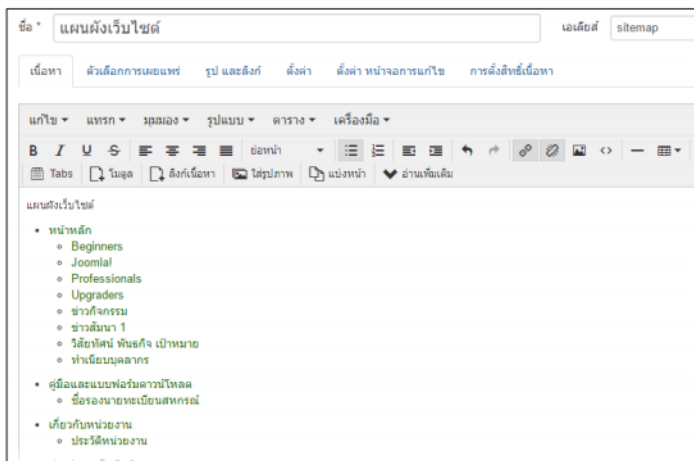 ชื่อ * แผนผังเว็บไซต์ เอเลียส์ sitemap
เนื้อหา ตัวเลือกการเผยแพร่ รูป และลิงก์ ตั้งค่า ตั้งค่า หน้าจอการแก้ไข การตั้งสิทธิ์เนื้อหา
แก้ไข แทรก มุมมอง รูปแบบ ตาราง เครื่องมือ
B I U S ย่อหน้า
Tabs โมดูล ลิงก์เนื้อหา ใส่รูปภาพ แบ่งหน้า อ่านเพิ่มเติม
แผนผังเว็บไซต์
หน้าหลัก
Beginners
Joomla!
Professionals
Upgraders
ข่าวกิจกรรม
ข่าวสัมนา 1
วิสัยทัศน์ พันธกิจ เป้าหมาย
ทำเนียบบุคลากร
คู่มือและแบบฟอร์มดาวน์โหลด
ชื่อรองนายทะเบียนสหกรณ์
เกี่ยวกับหน่วยงาน
ประวัติหน่วยงาน